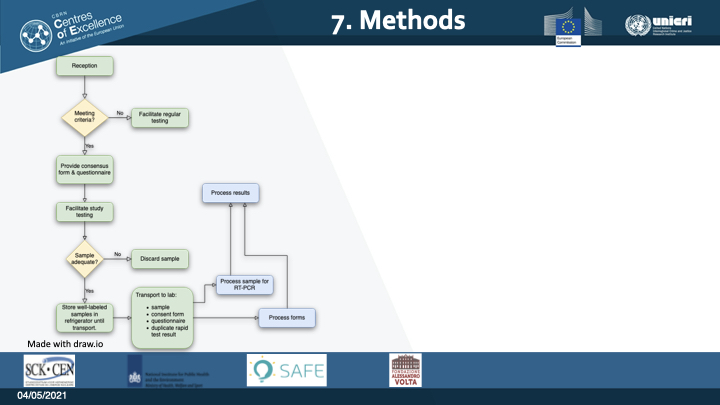 CBRN
Centres
of Excellence
An initiative of the European Union
7. Methods
European
Commission
unicri
United Nations
Interregional Crime and Justice
Research Institute
Reception
Meeting
criteria?
No
Facilitate regular
testing
Yes
Provide consensus
form & questionnaire
Facilitate study
testing
Process results
Sample
adequate?
No
Discard sample
Yes
Store well-labeled
samples in
refrigerator until
transport.
Transport to lab:
• sample
• consent form
• questionnaire
• duplicate rapid
test result
Process sample for
RT-PCR
Process forms
Made with draw.io
SCK•CEN
National Institute for Public Health
and the Environment
Ministry of Health, Welfare and Sport
SAFE
FONDAZIONE
ALESSANDRO
VOLTA
04/05/2021